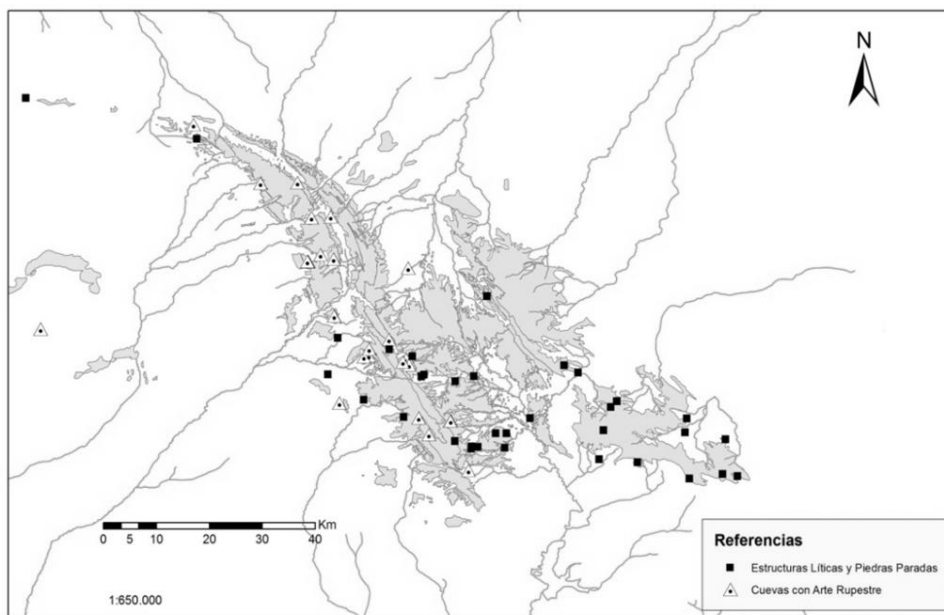 N
Km
0 5 10 20 30 40
1:650.000
Referencias
Estructuras Líticas y Piedras Paradas
Cuevas con Arte Rupestre